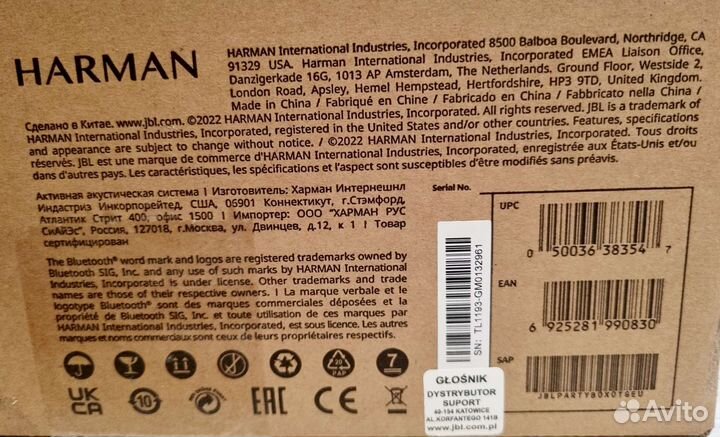 HARMAN
HARMAN International Industries, Incorporated 8500 Balboa Boulevard, Northridge, CA
91329 USA. Harman International Industries, Incorporated EMEA Liaison Office,
Danzigerkade 16G, 1013 AP Amsterdam, The Netherlands. Ground Floor, Westside 2,
London Road, Apsley, Hemel Hempstead, Hertfordshire, HP3 9TD, United Kingdom.
Made in China / Fabriqué en Chine / Fabricado en China / Fabbricato nella China /
Сделано в Китае. www.jbl.com ©2022 HARMAN International Industries. All rights reserved. JBL is a trademark of
HARMAN International Industries, Incorporated, registered in the United States and/or other countries. Features, specifications
and appearance are subject to change without notice. / ©2022 HARMAN International Industries, Incorporated. Tous droits
réservés. JBL est une marque de commerce d'HARMAN International Industries, Incorporated, enregistrée aux États-Unis et/ou
dans d'autres pays. Les caractéristiques, les spécifications et l'aspect sont susceptibles d'être modifiés sans préavis.
Активная акустическая система I Изготовитель: Харман Интернешнл
Индастриз Инкорпорейтед, США, 06901 Коннектикут, г.Стэмфорд,
Атлантик Стрит 400, офис 1500 I Импортер: ООО "ХАРМАН РУС
СиАйЭс", Россия, 127018, г.Москва, ул. Двинцев, д.12, к 1 I Товар
сертифицирован
The Bluetooth® word mark and logos are registered trademarks owned by
Bluetooth SIG, Inc. and any use of such marks by HARMAN International
Industries, Incorporated is under license. Other trademarks and trade
names are those of their respective owners. I La marque verbale et le
logotype Bluetooth® sont des marques commerciales déposées et la
propriété de Bluetooth SIG, Inc. et toute utilisation de ces marques par
HARMAN International Industries, Incorporated, est sous licence. Les autres
marques et noms commerciaux sont ceux de leurs propriétaires respectifs.
20
PAP
7
UK
CA
10
CE
EAC
Serial No.
SN: TL1193-GM0132961
UPC
0 50036 38354 7
EAN
6 925281 990830
SAP
JBLPARTYBOXOTGEU
GŁOŚNIK
DYSTRYBUTOR
SUPORT
40-154 KATOWICE
AL.KORFANTEGO 141B
www.jbl.com.pl
Avito